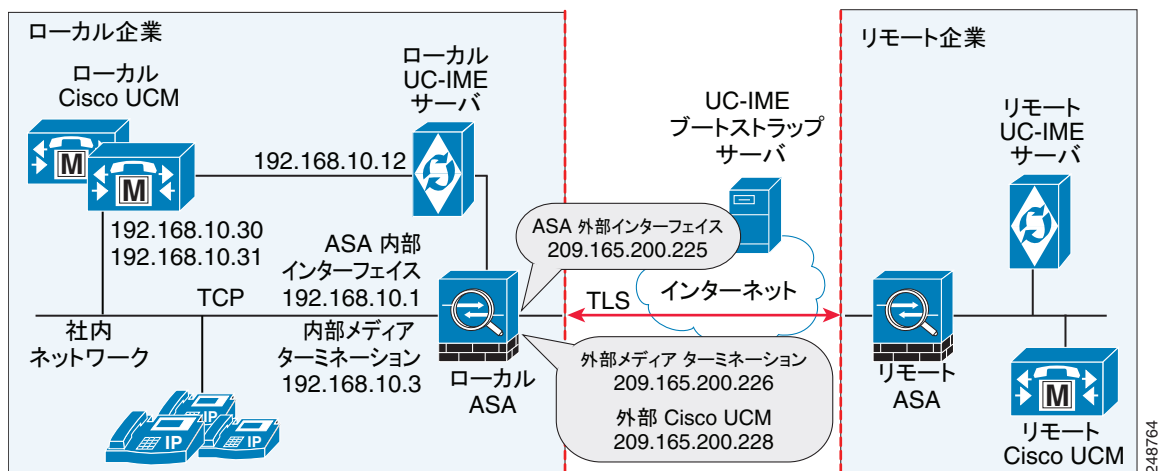 ローカル企業
ローカル
Cisco UCM
M
M
192.168.10.30
192.168.10.31
192.168.10.12
ローカル
UC-IME
サーバ
ASA 内部
インターフェイス
192.168.10.1
TCP
社内
ネットワーク
内部メディア
ターミネーション
192.168.10.3
ローカル
ASA
IP
IP
IP
UC-IME
ブートストラップ
サーバ
ASA 外部インターフェイス
209.165.200.225
TLS
インターネット
外部メディア ターミネーション
209.165.200.226
外部 Cisco UCM
209.165.200.228
リモート企業
リモート
UC-IME
サーバ
リモート
ASA
M
リモート
Cisco UCM
248764